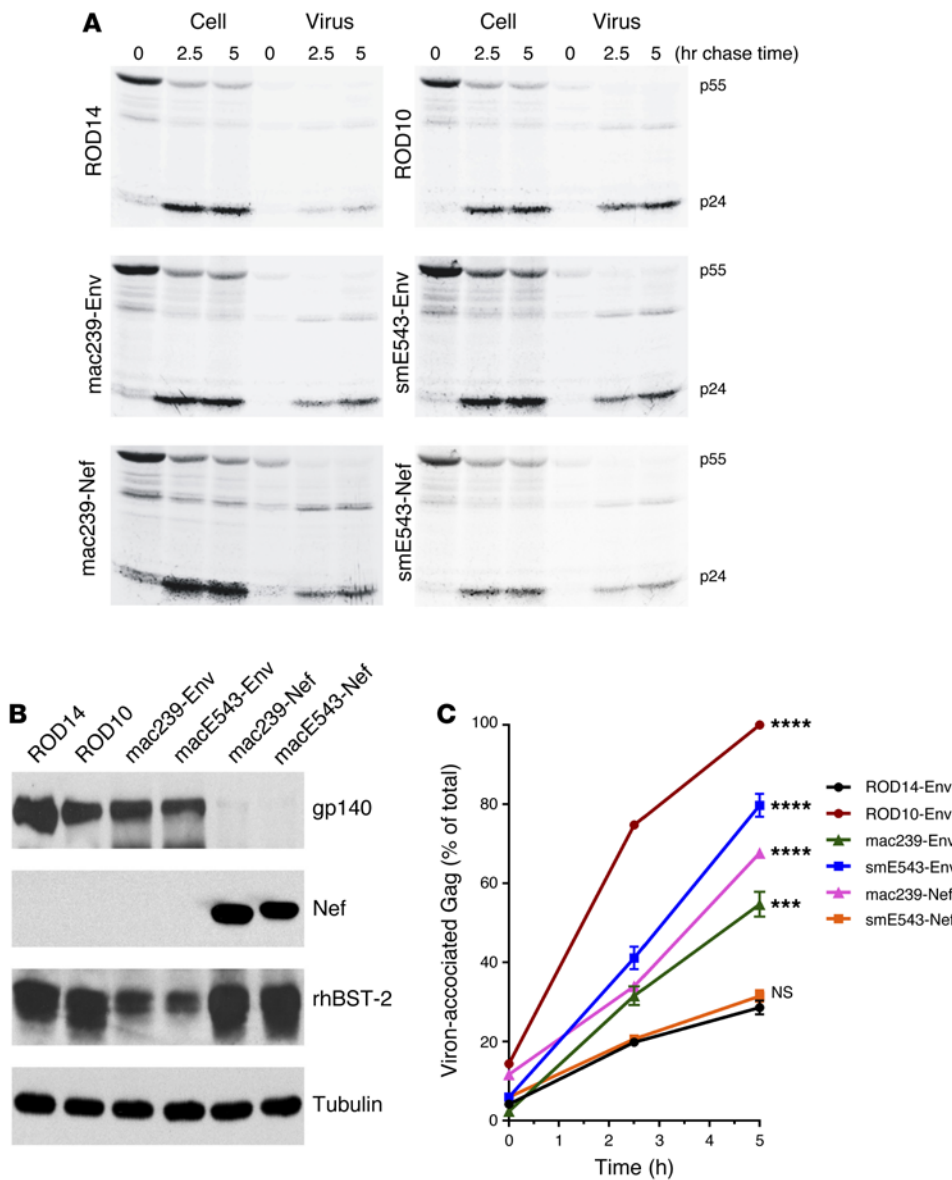 A
Cell Virus Cell Virus
0 2.5 5 0 2.5 5 0 2.5 5 0 2.5 5 (hr chase time)
ROD14
ROD10
p55
p24
mac239-Env
smE543-Env
p55
p24
mac239-Nef
smE543-Nef
p55
p24
B
ROD14
ROD10
mac239-Env
macE543-Env
mac239-Nef
macE543-Nef
gp140
Nef
rhBST-2
Tubulin
C
Viron-accociated Gag (% of total)
100
80
60
40
20
0
0 1 2 3 4 5
Time (h)
****
****
****
***
NS
ROD14-Env
ROD10-Env
mac239-Env
smE543-Env
mac239-Nef
smE543-Nef